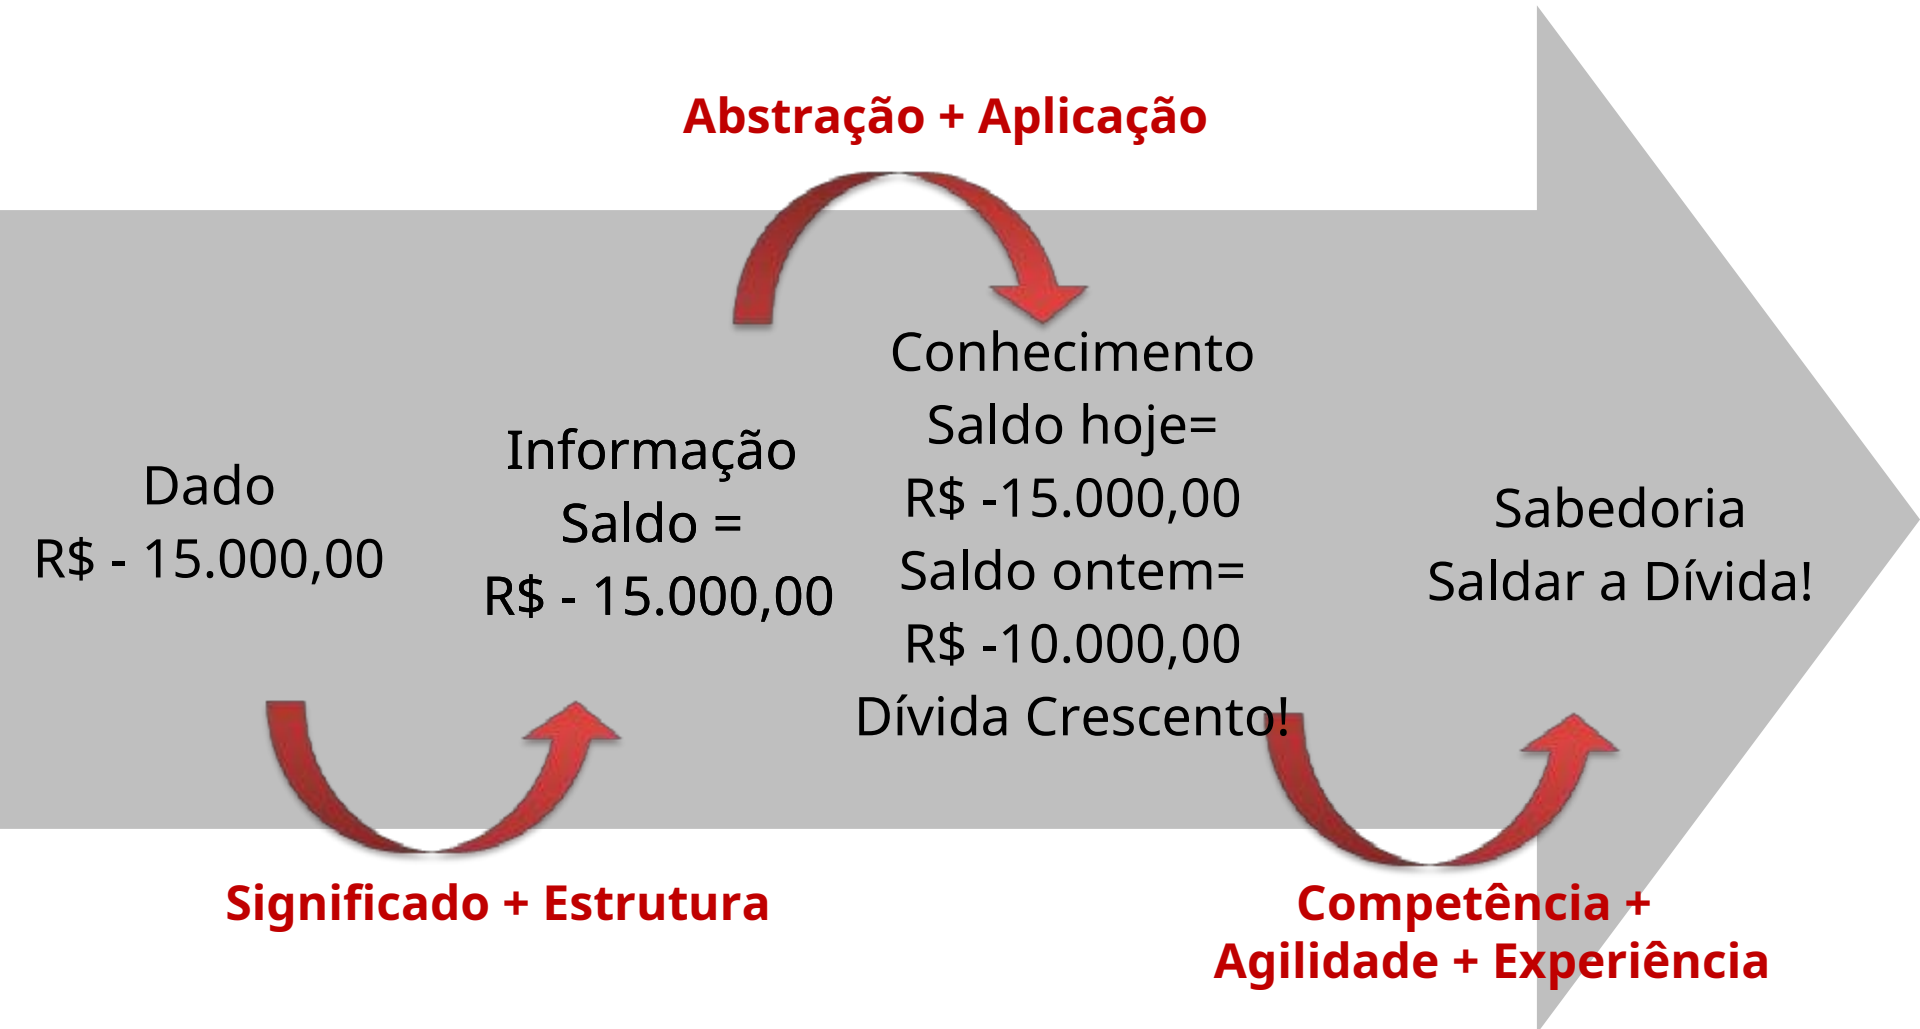 Abstração + Aplicação
Dado
R$ - 15.000,00
Informação
Saldo =
R$ - 15.000,00
Conhecimento
Saldo hoje=
R$ -15.000,00
Saldo ontem=
R$ -10.000,00
Dívida Crescento!
Sabedoria
Saldar a Dívida!
Significado + Estrutura
Competência +
Agilidade + Experiência